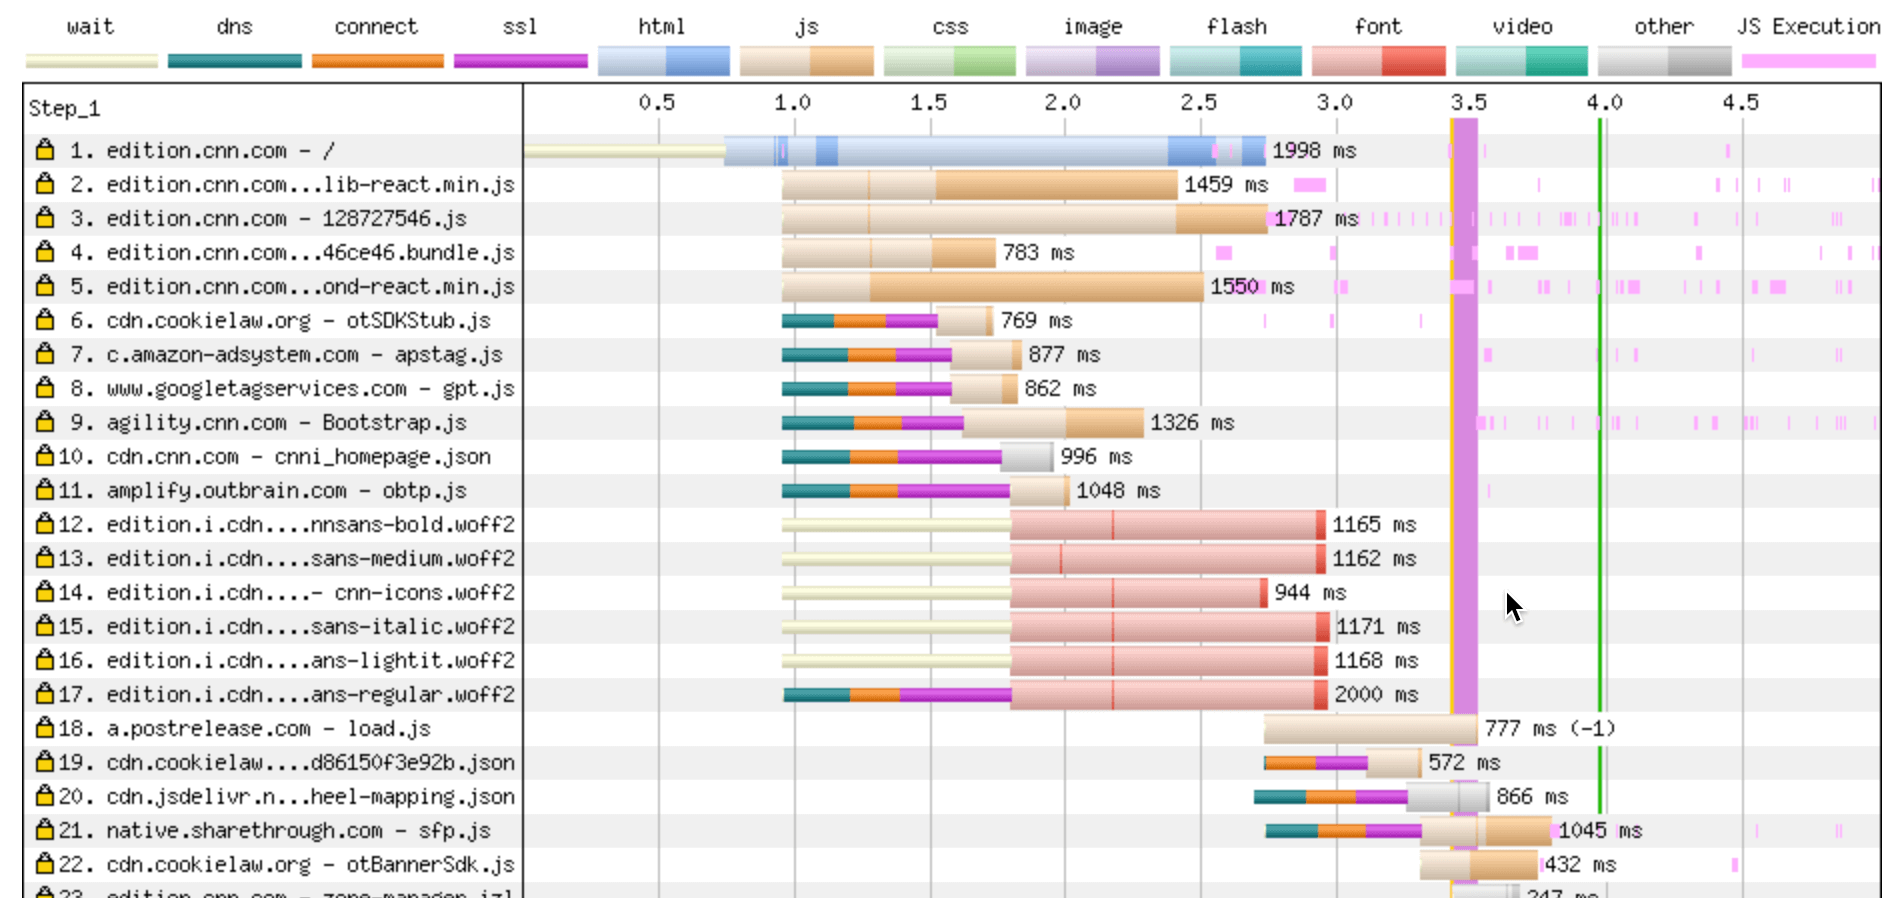 wait dns connect ssl html js css image flash font video other JS Execution
Step_1 0.5 1.0 1.5 2.0 2.5 3.0 3.5 4.0 4.5
1. edition.cnn.com - / 1998 ms
2. edition.cnn.com...lib-react.min.js 1459 ms
3. edition.cnn.com - 128727546.js 1787 ms
4. edition.cnn.com...46ce46.bundle.js 783 ms
5. edition.cnn.com...ond-react.min.js 1550 ms
6. cdn.cookielaw.org - otSDKStub.js 769 ms
7. c.amazon-adsystem.com - apstag.js 877 ms
8. www.googletagservices.com - gpt.js 862 ms
9. agility.cnn.com - Bootstrap.js 1326 ms
10. cdn.cnn.com - cnni_homepage.json 996 ms
11. amplify.outbrain.com - obtp.js 1048 ms
12. edition.i.cdn....nnsans-bold.woff2 1165 ms
13. edition.i.cdn....sans-medium.woff2 1162 ms
14. edition.i.cdn....- cnn-icons.woff2 944 ms
15. edition.i.cdn....sans-italic.woff2 1171 ms
16. edition.i.cdn....ans-lightit.woff2 1168 ms
17. edition.i.cdn....ans-regular.woff2 2000 ms
18. a.postrelease.com - load.js 777 ms (-1)
19. cdn.cookielaw....d86150f3e92b.json 572 ms
20. cdn.jsdelivr.n...heel-mapping.json 866 ms
21. native.sharethrough.com - sfp.js 1045 ms
22. cdn.cookielaw.org - otBannerSdk.js 432 ms
23. edition.cnn.com - 247 ms